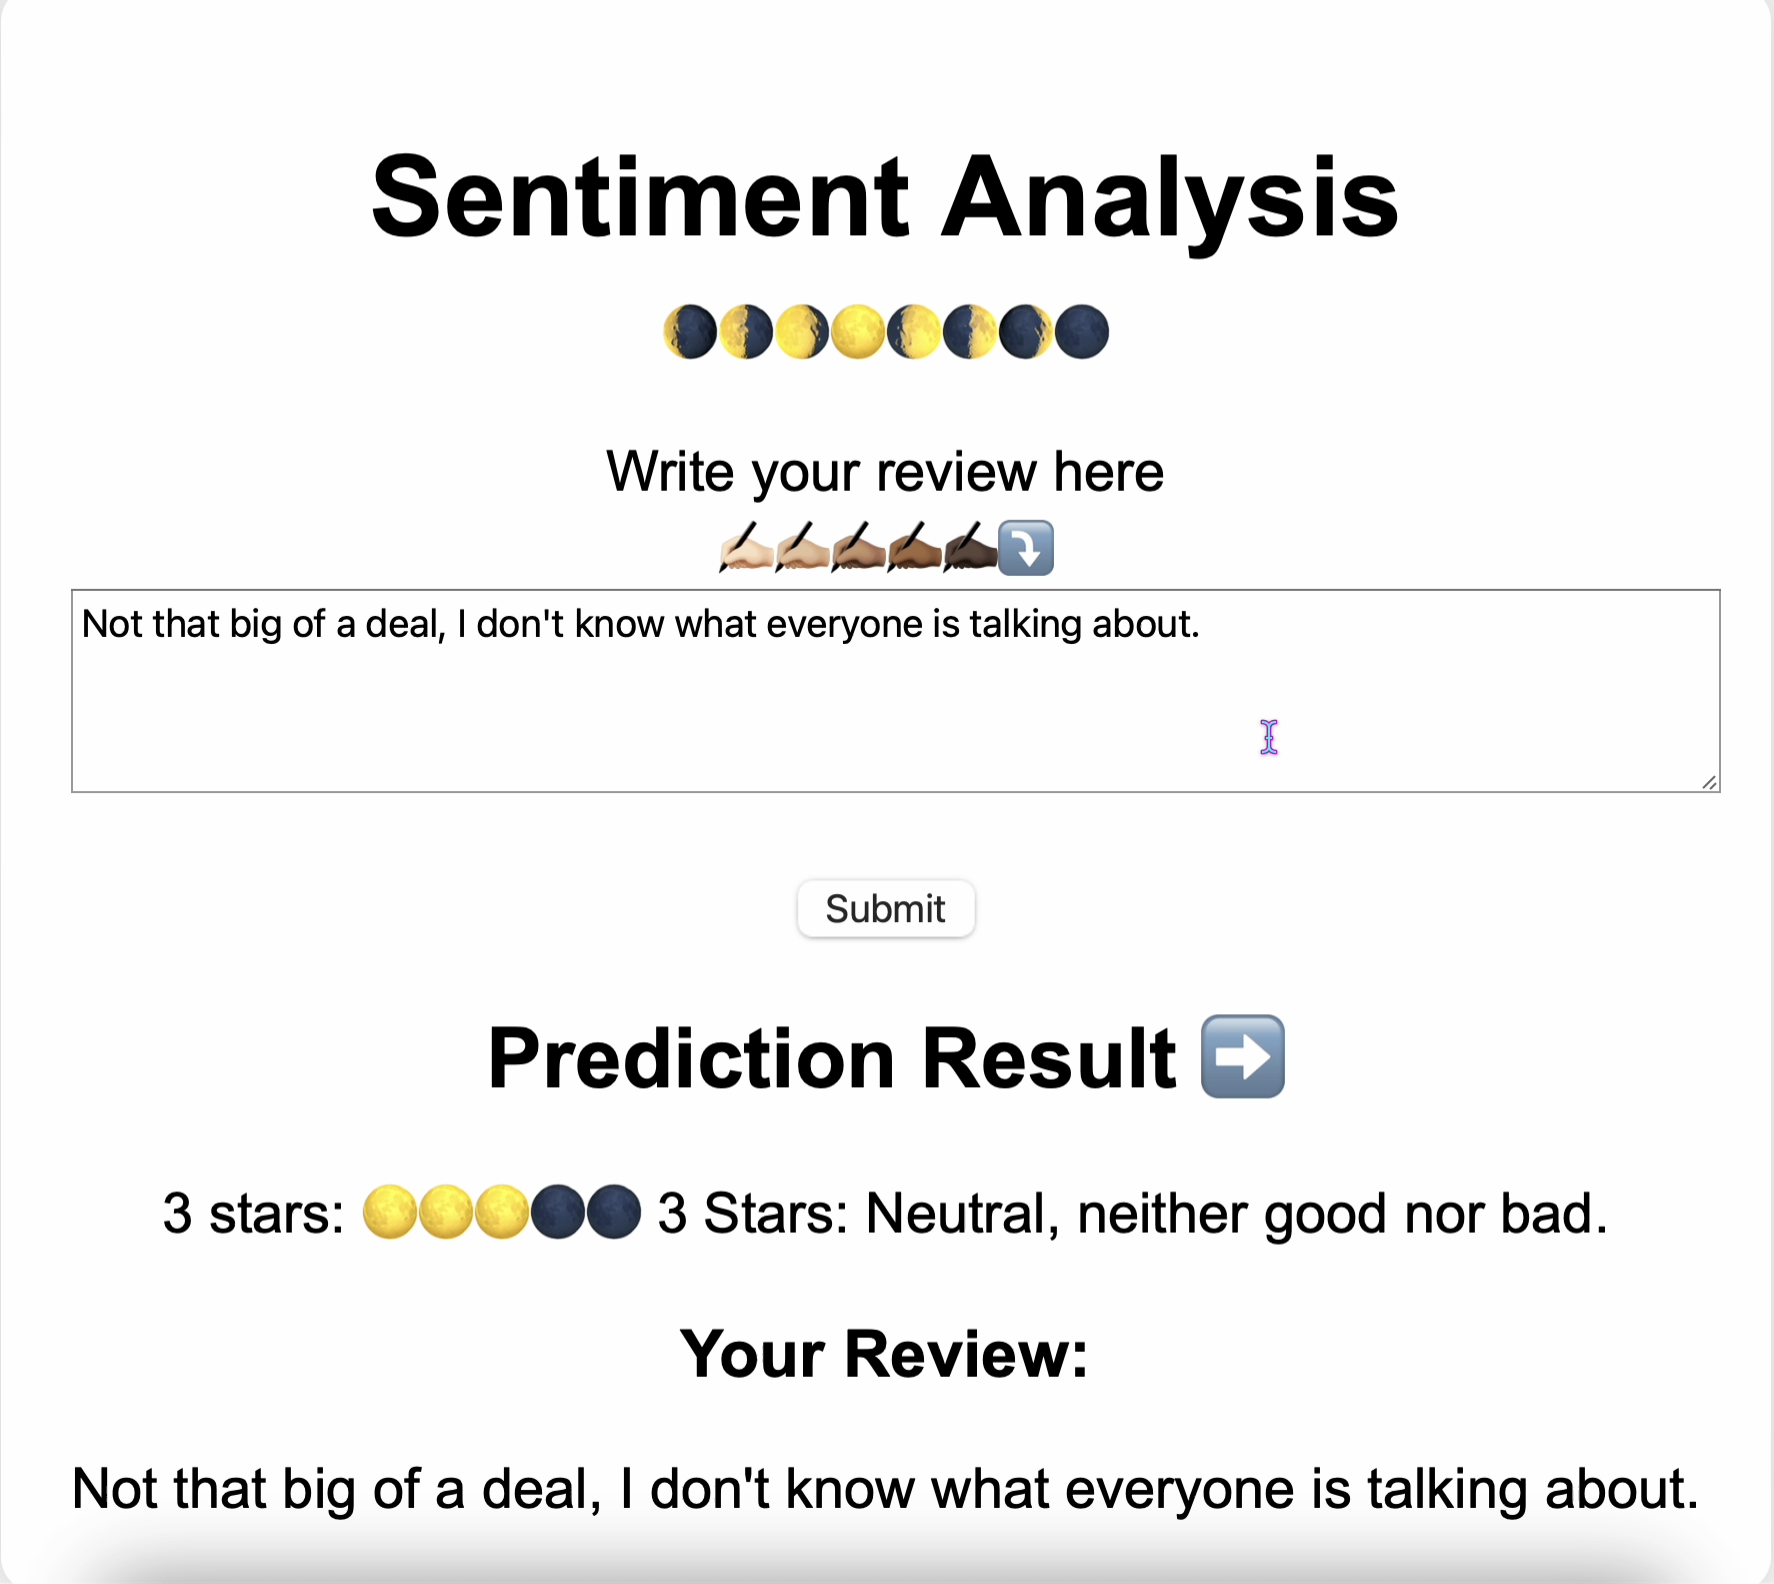 Sentiment Analysis
🌘🌗🌖🌕🌔🌓🌒🌑
Write your review here
✍🏻✍🏼✍🏽✍🏾✍🏿⤵️
Not that big of a deal, I don't know what everyone is talking about.
Submit
Prediction Result ➡️
3 stars: 🌕🌕🌕🌑🌑 3 Stars: Neutral, neither good nor bad.
Your Review:
Not that big of a deal, I don't know what everyone is talking about.